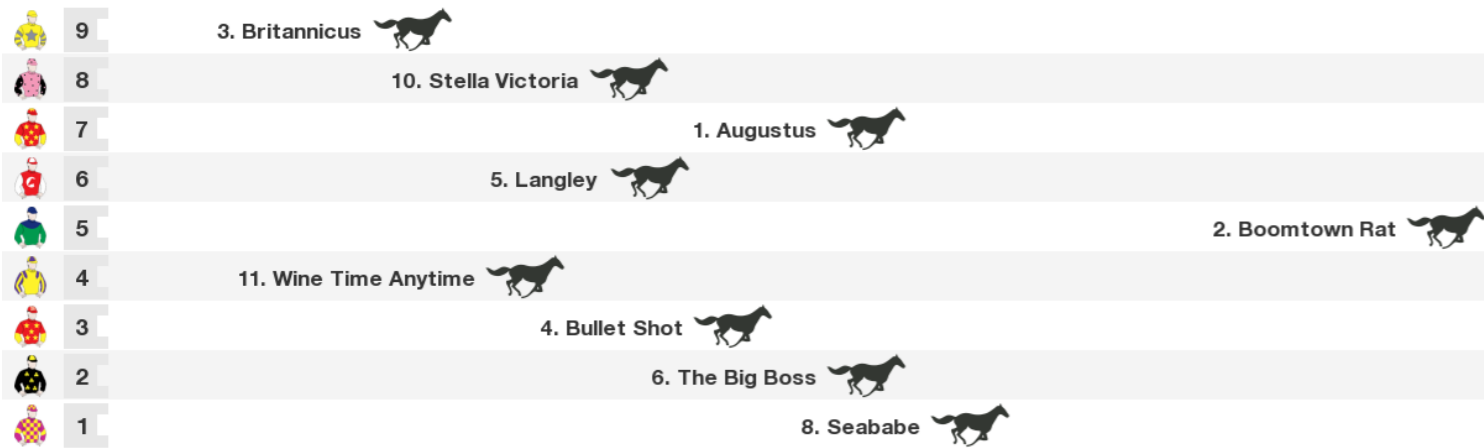 9 3. Britannicus
8 10. Stella Victoria
7 1. Augustus
6 5. Langley
5 2. Boomtown Rat
4 11. Wine Time Anytime
3 4. Bullet Shot
2 6. The Big Boss
1 8. Seababe